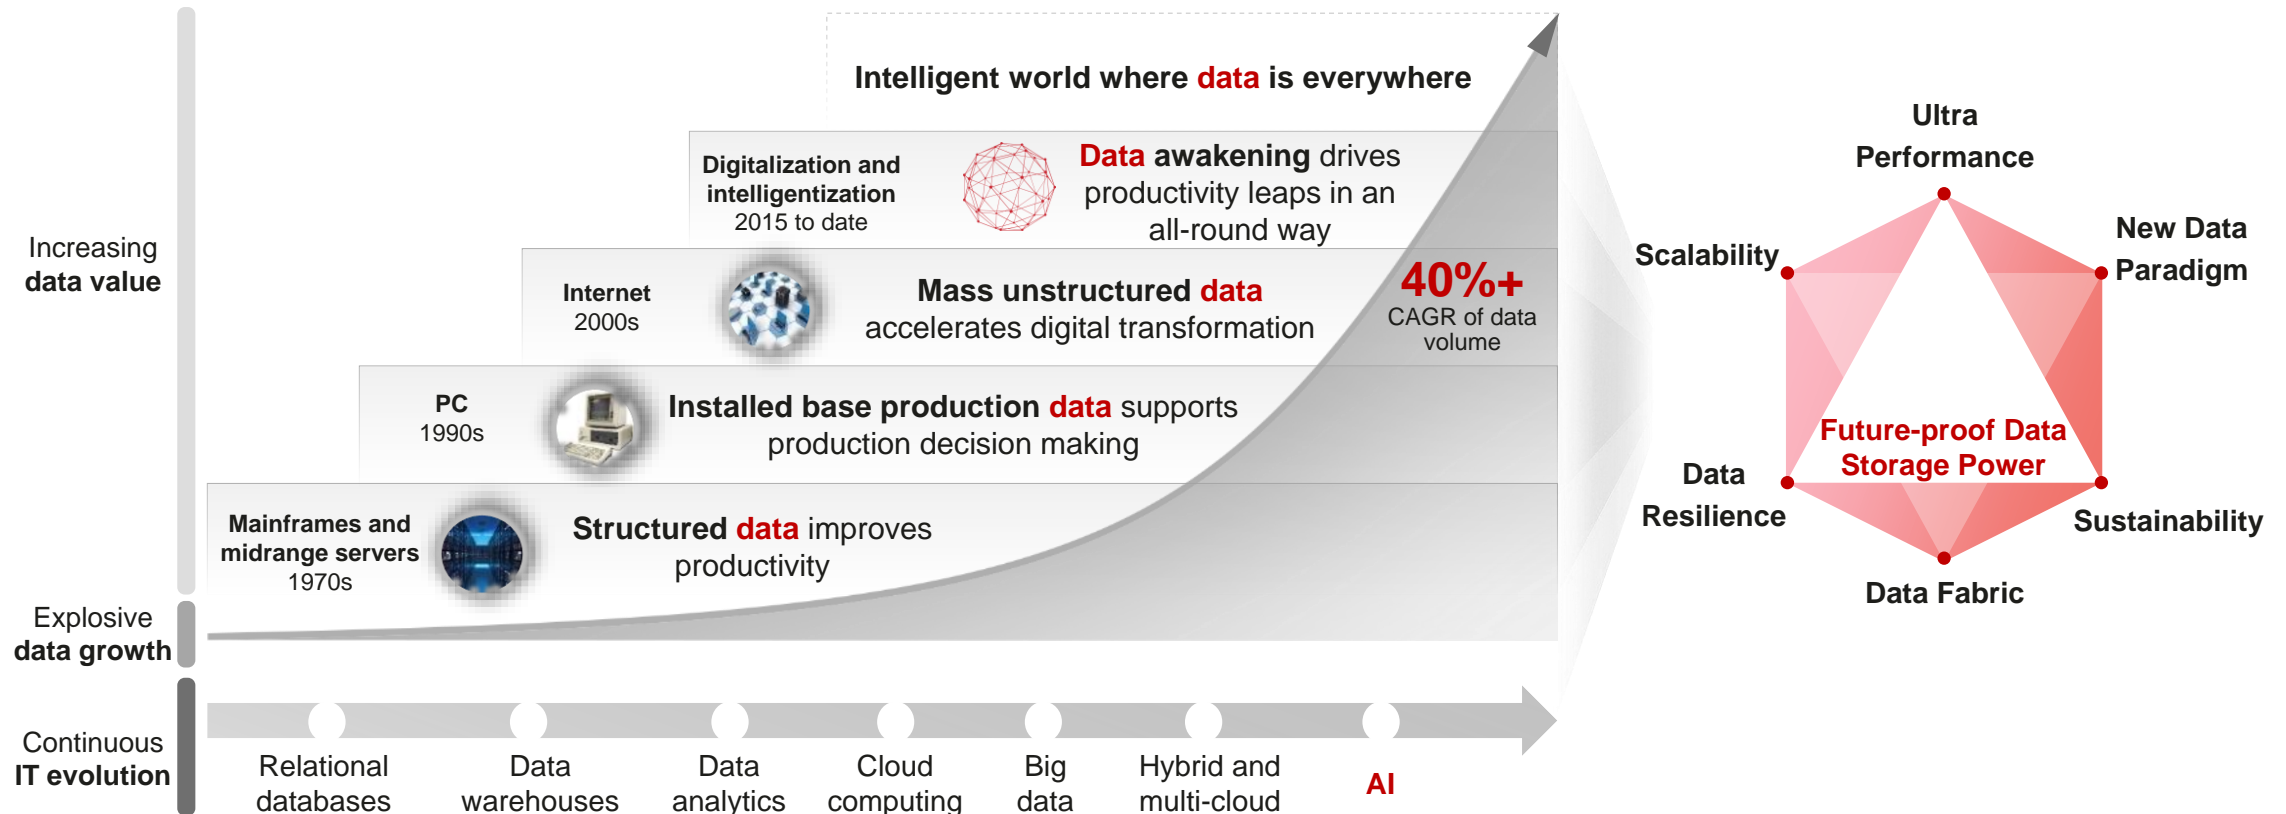 Intelligent world where data is everywhere
Digitalization and
intelligentization
2015 to date
Data awakening drives
productivity leaps in an
all-round way
Increasing
data value
Internet
2000s
Mass unstructured data
accelerates digital transformation
40%+
CAGR of data
volume
PC
1990s
Installed base production data supports
production decision making
Mainframes and
midrange servers
1970s
Structured data improves
productivity
Explosive
data growth
Continuous
IT evolution
Relational
databases
Data
warehouses
Data
analytics
Cloud
computing
Big
data
Hybrid and
multi-cloud
AI
Ultra
Performance
New Data
Paradigm
Scalability
Future-proof Data
Storage Power
Data
Resilience
Sustainability
Data Fabric